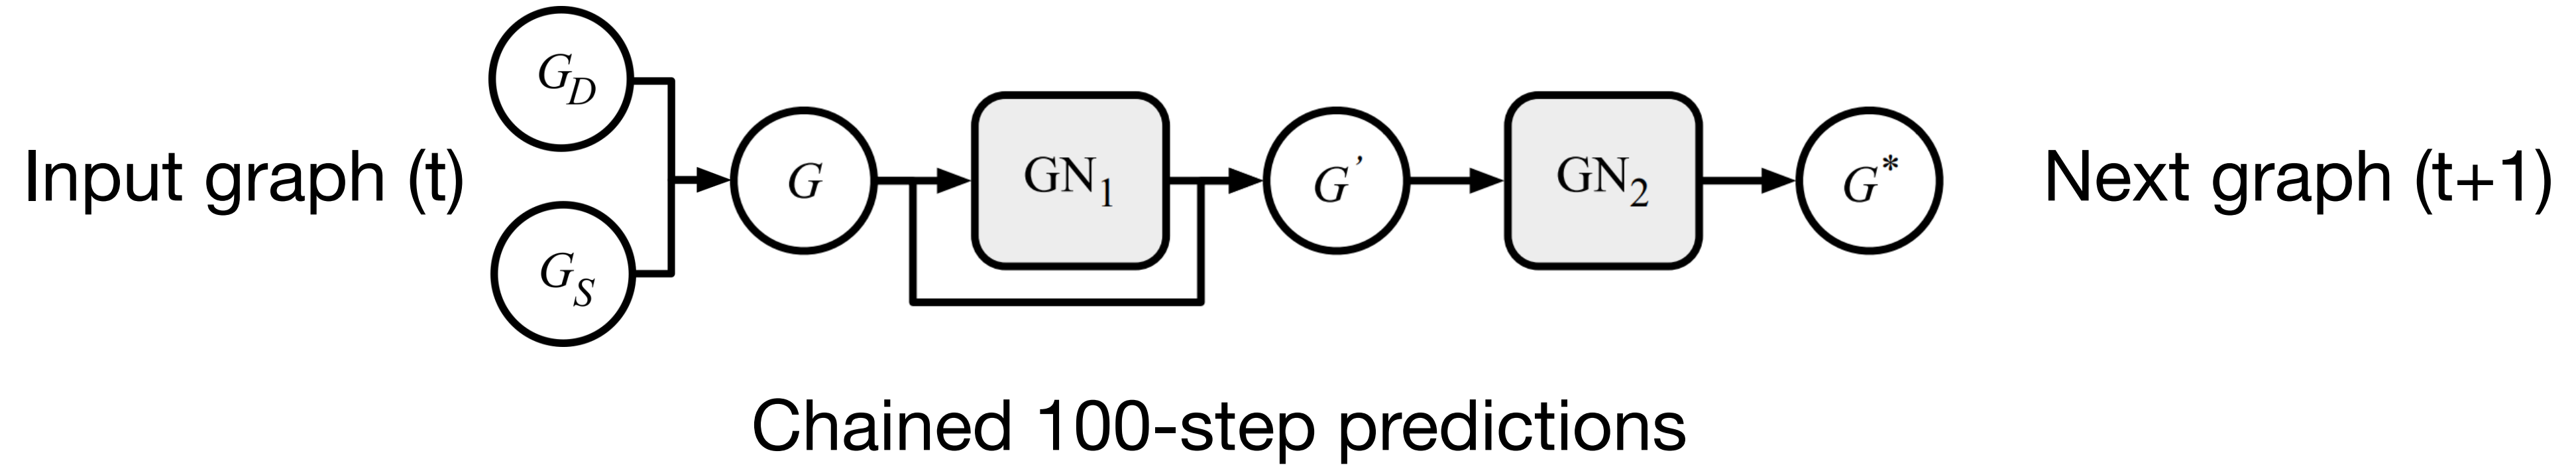 Input graph (t)
G_D
G_S
G
GN_1
G'
GN_2
G*
Next graph (t+1)
Chained 100-step predictions